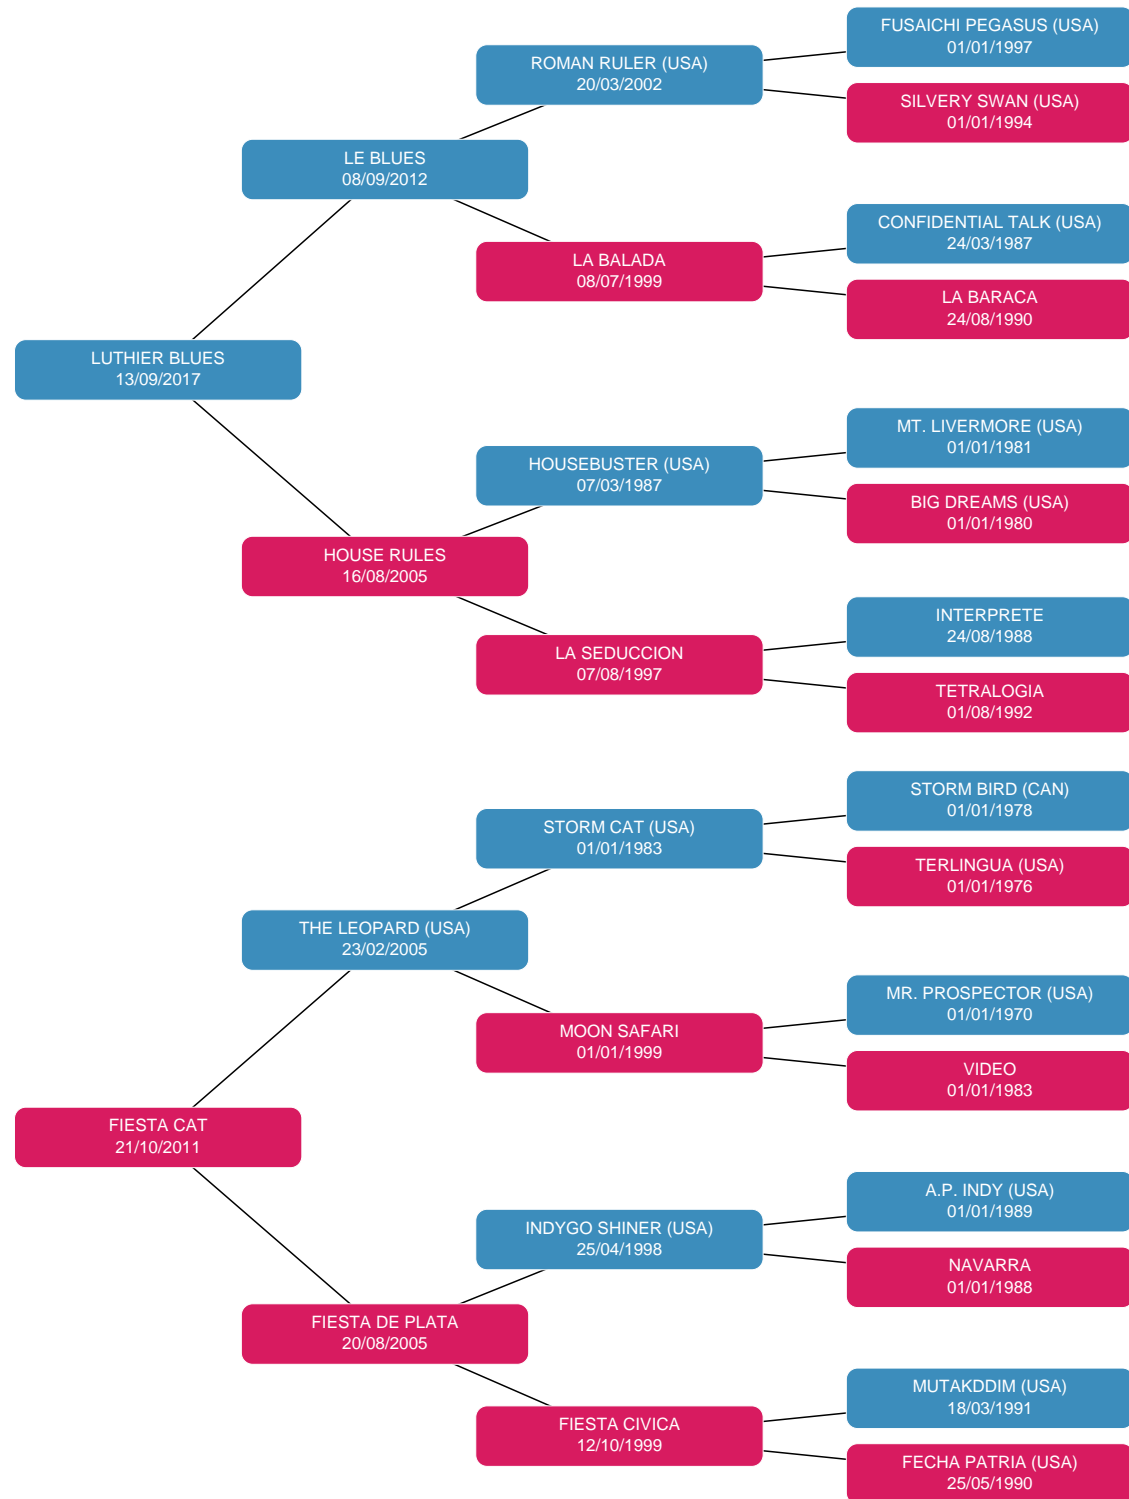 FUSAICHI PEGASUS (USA)
01/01/1997
ROMAN RULER (USA)
20/03/2002
SILVERY SWAN (USA)
01/01/1994
LE BLUES
08/09/2012
CONFIDENTIAL TALK (USA)
24/03/1987
LA BALADA
08/07/1999
LA BARACA
24/08/1990
LUTHIER BLUES
13/09/2017
MT. LIVERMORE (USA)
01/01/1981
HOUSEBUSTER (USA)
07/03/1987
BIG DREAMS (USA)
01/01/1980
HOUSE RULES
16/08/2005
INTERPRETE
24/08/1988
LA SEDUCCION
07/08/1997
TETRALOGIA
01/08/1992
STORM BIRD (CAN)
01/01/1978
STORM CAT (USA)
01/01/1983
TERLINGUA (USA)
01/01/1976
THE LEOPARD (USA)
23/02/2005
MR. PROSPECTOR (USA)
01/01/1970
MOON SAFARI
01/01/1999
VIDEO
01/01/1983
FIESTA CAT
21/10/2011
A.P. INDY (USA)
01/01/1989
INDYGO SHINER (USA)
25/04/1998
NAVARRA
01/01/1988
FIESTA DE PLATA
20/08/2005
MUTAKDDIM (USA)
18/03/1991
FIESTA CIVICA
12/10/1999
FECHA PATRIA (USA)
25/05/1990